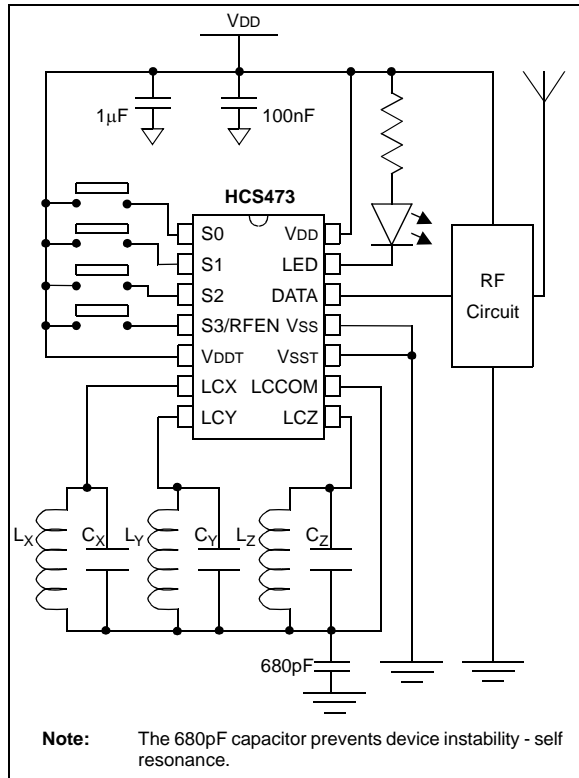 VDD
1μF
100nF
HCS473
S0
VDD
S1
LED
S2
DATA
S3/RFEN
VSS
VDDT
VSST
LCX
LCCOM
LCY
LCZ
RF
Circuit
LX
CX
LY
CY
LZ
CZ
680pF
Note: The 680pF capacitor prevents device instability - self
resonance.